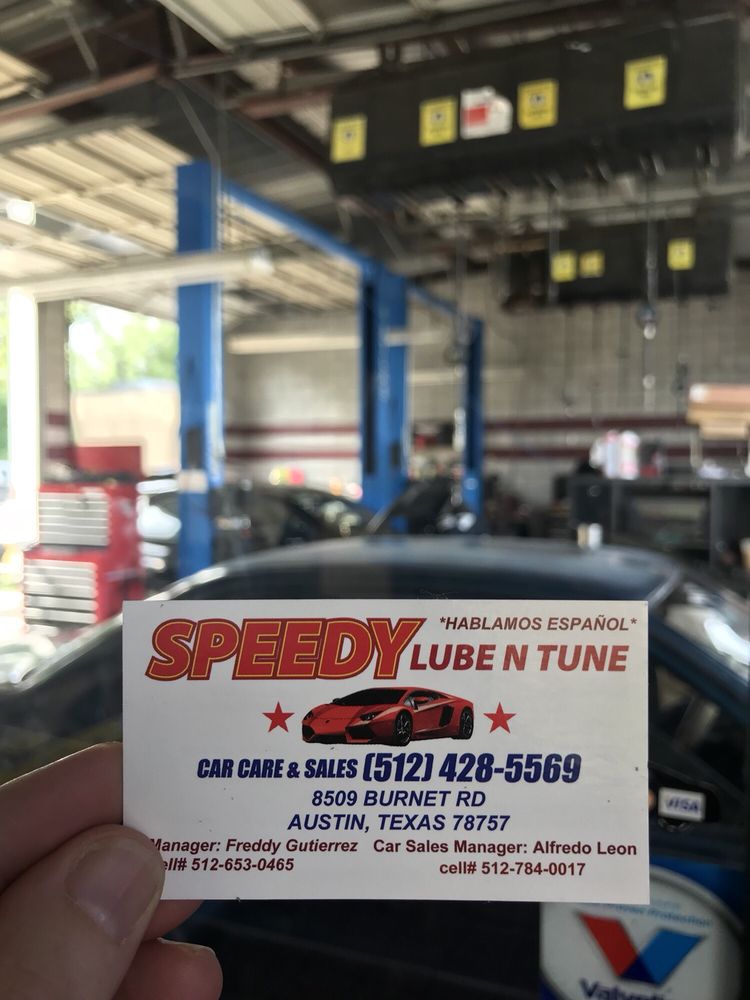 *HABLAMOS ESPAÑOL*
SPEEDY LUBE N TUNE
CAR CARE & SALES (512) 428-5569
8509 BURNET RD
AUSTIN, TEXAS 78757
Manager: Freddy Gutierrez Car Sales Manager: Alfredo Leon
ell# 512-653-0465 cell# 512-784-0017
VISA
Protection